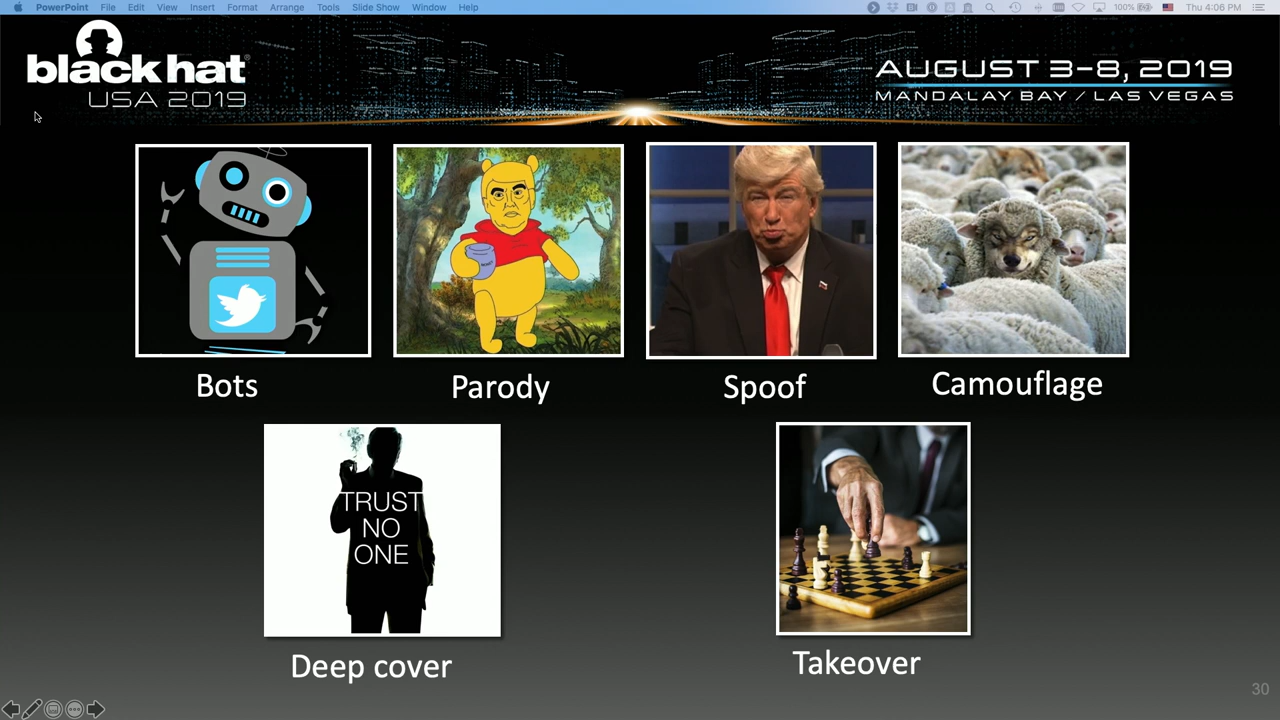 PowerPoint File Edit View Insert Format Arrange Tools Slide Show Window Help 100% Thu 4:06 PM
black hat®
USA 2019
AUGUST 3-8, 2019
MANDALAY BAY / LAS VEGAS
Bots
Parody
Spoof
Camouflage
TRUST
NO
ONE
Deep cover
Takeover
30